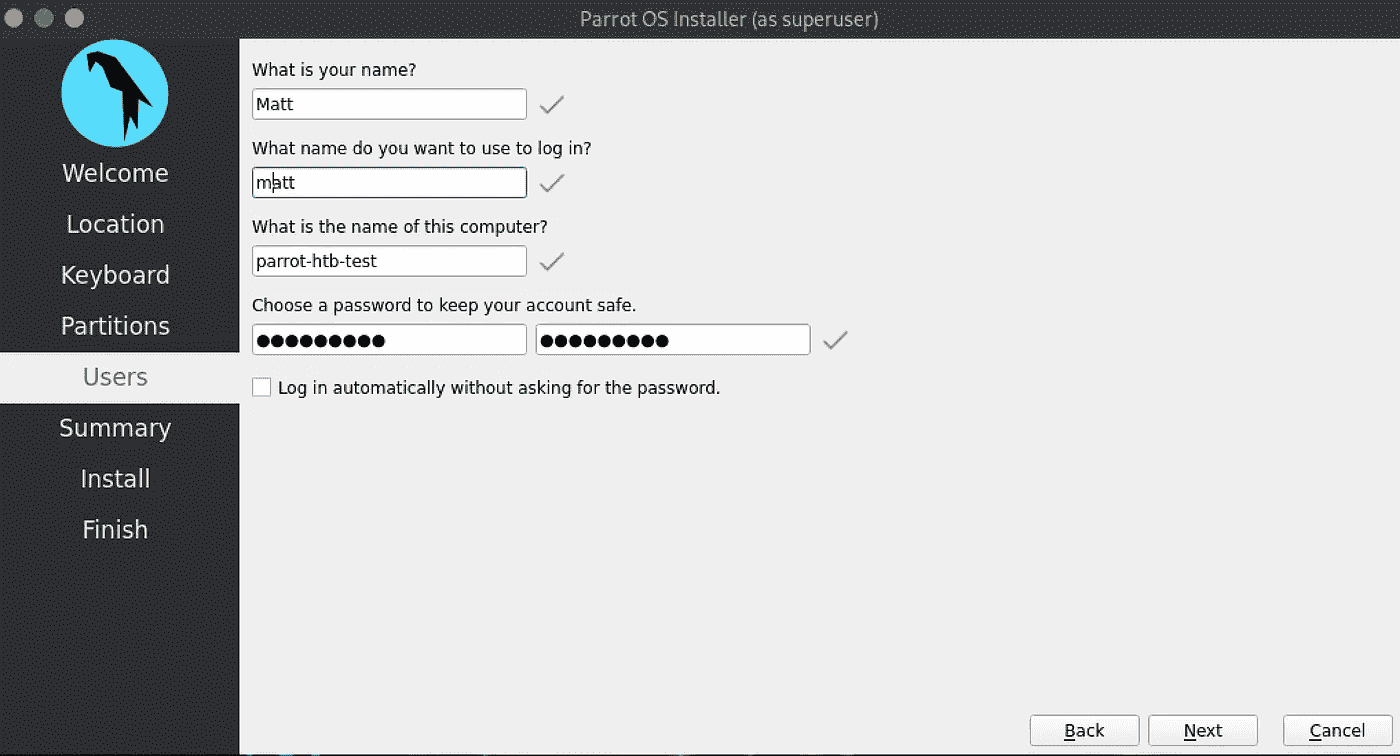 Parrot OS Installer (as superuser)
Welcome
Location
Keyboard
Partitions
Users
Summary
Install
Finish
What is your name?
Matt
What name do you want to use to log in?
matt
What is the name of this computer?
parrot-htb-test
Choose a password to keep your account safe.
●●●●●●●●● ●●●●●●●●●
Log in automatically without asking for the password.
Back Next Cancel